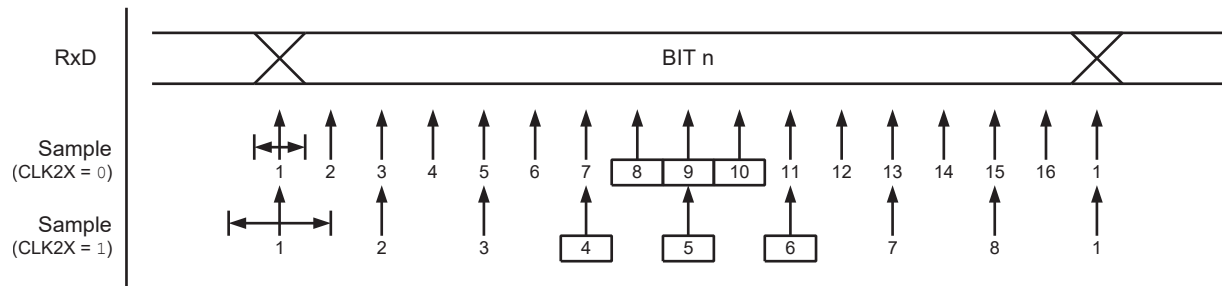 RxD BIT n
Sample
(CLK2X = 0)
1 2 3 4 5 6 7 8 9 10 11 12 13 14 15 16 1
Sample
(CLK2X = 1)
1 2 3 4 5 6 7 8 1